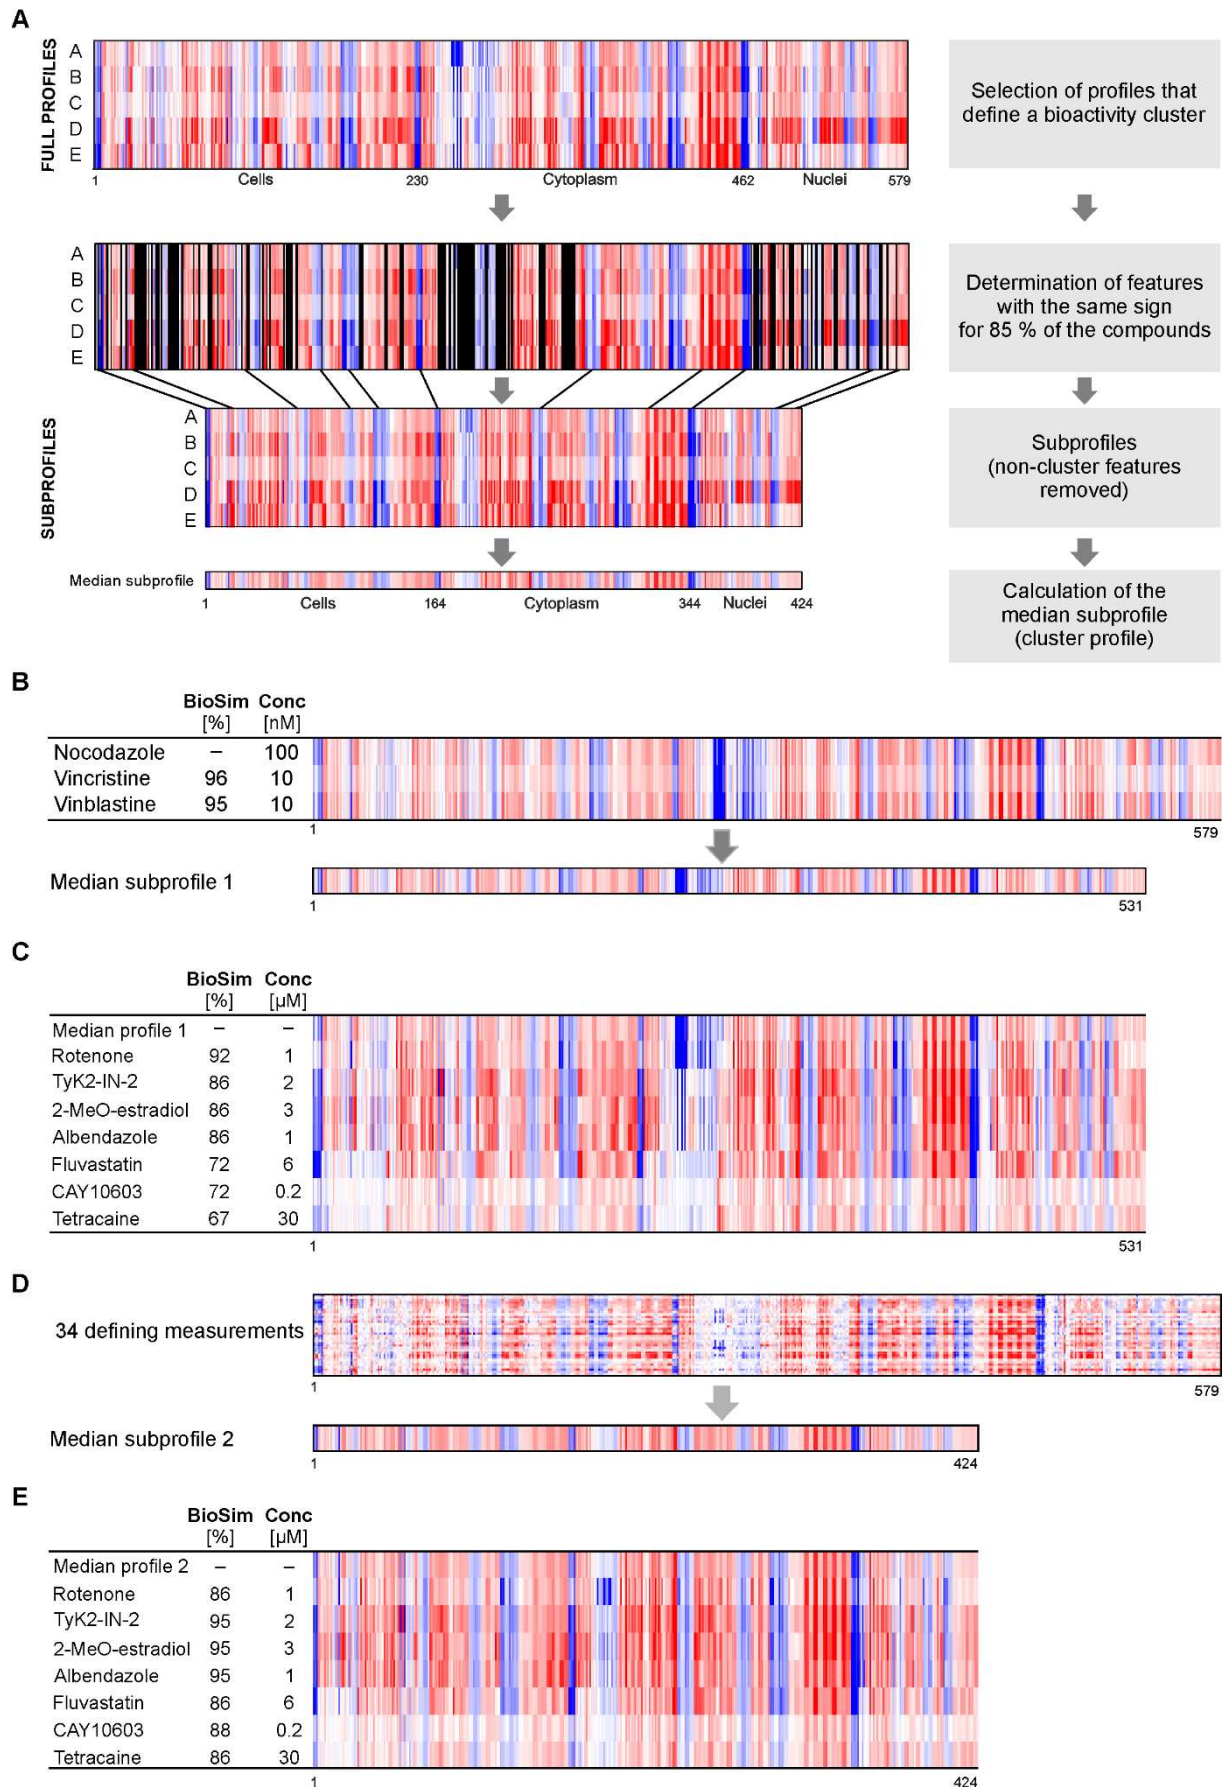 A
FULL PROFILES
A
B
C
D
E
1 Cells 230 Cytoplasm 462 Nuclei 579
Selection of profiles that
define a bioactivity cluster
A
B
C
D
E
Determination of features
with the same sign
for 85 % of the compounds
SUBPROFILES
A
B
C
D
E
Subprofiles
(non-cluster features
removed)
Median subprofile
1 Cells 164 Cytoplasm 344 Nuclei 424
Calculation of the
median subprofile
(cluster profile)
B
BioSim Conc
[%] [nM]
Nocodazole – 100
Vincristine 96 10
Vinblastine 95 10
1 579
Median subprofile 1
1 531
C
BioSim Conc
[%] [µM]
Median profile 1 – –
Rotenone 92 1
TyK2-IN-2 86 2
2-MeO-estradiol 86 3
Albendazole 86 1
Fluvastatin 72 6
CAY10603 72 0.2
Tetracaine 67 30
1 531
D
34 defining measurements
1 579
Median subprofile 2
1 424
E
BioSim Conc
[%] [µM]
Median profile 2 – –
Rotenone 86 1
TyK2-IN-2 95 2
2-MeO-estradiol 95 3
Albendazole 95 1
Fluvastatin 86 6
CAY10603 88 0.2
Tetracaine 86 30
1 424